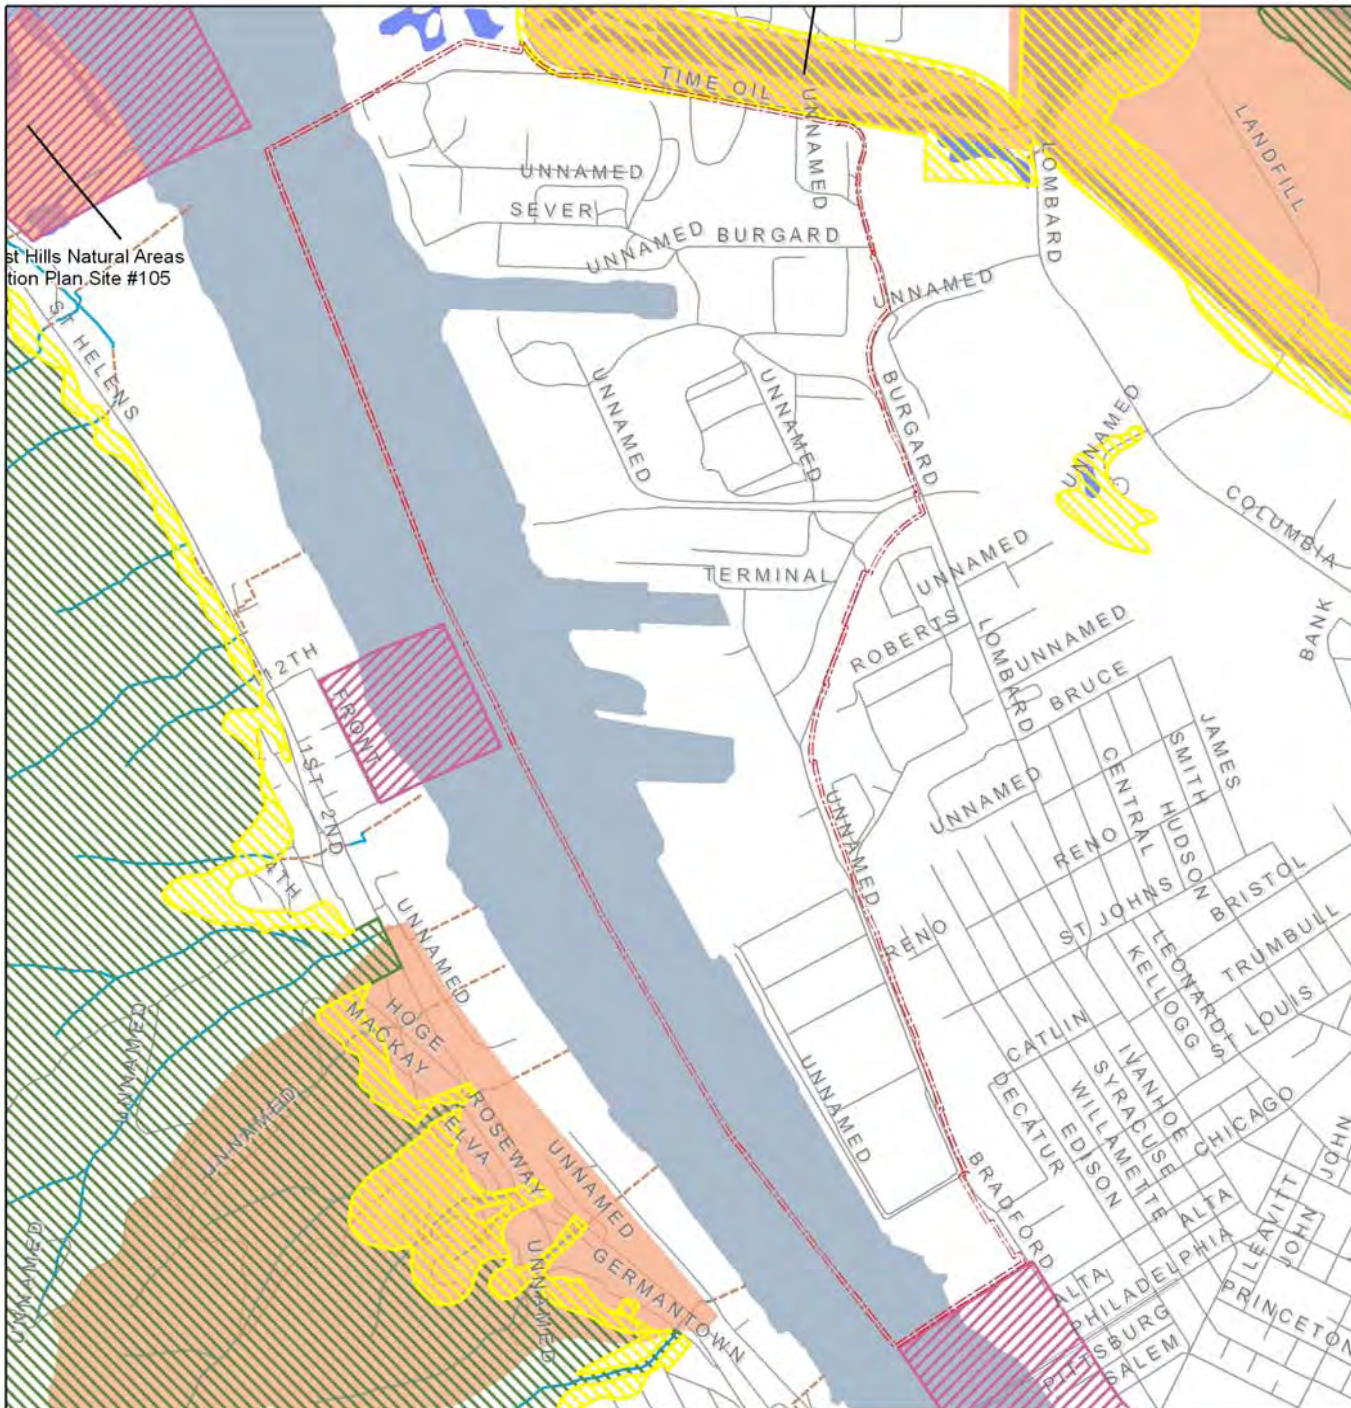 TIME OIL
UNNAMED
LOMBARD
LANDFILL
UNNAMED
SEVER
UNNAMED
BURGARD
UNNAMED
st Hills Natural Areas
tion Plan Site #105
ST HELENS
UNNAMED
UNNAMED
BURGARD
UNNAMED
COLUMBIA
TERMINAL
UNNAMED
ROBERTS
LOMBARD
UNNAMED
BANK
12TH
FRONT
BRUCE
JAMES
SMITH
CENTRAL
HUDSON
1ST
2ND
4TH
UNNAMED
UNNAMED
RENO
RENO
ST JOHNS
BRISTOL
TRUMBULL
LEONARD
KELLOGG
ST LOUIS
UNNAMED
UNNAMED
HOGE
MACKAY
UNNAMED
ROSEWAY
ELVA
UNNAMED
UNNAMED
CATLIN
DECATUR
IVANHOE
SYRACUSE
WILLAMETTE
EDISON
CHICAGO
BRADFORD
ALTA
PHILADELPHIA
LEAVITT
JOHN
JOHN
UNNAMED
UNNAMED
GERMANTOWN
ALTA
PITTSBURG
SALEM
PRINCETON